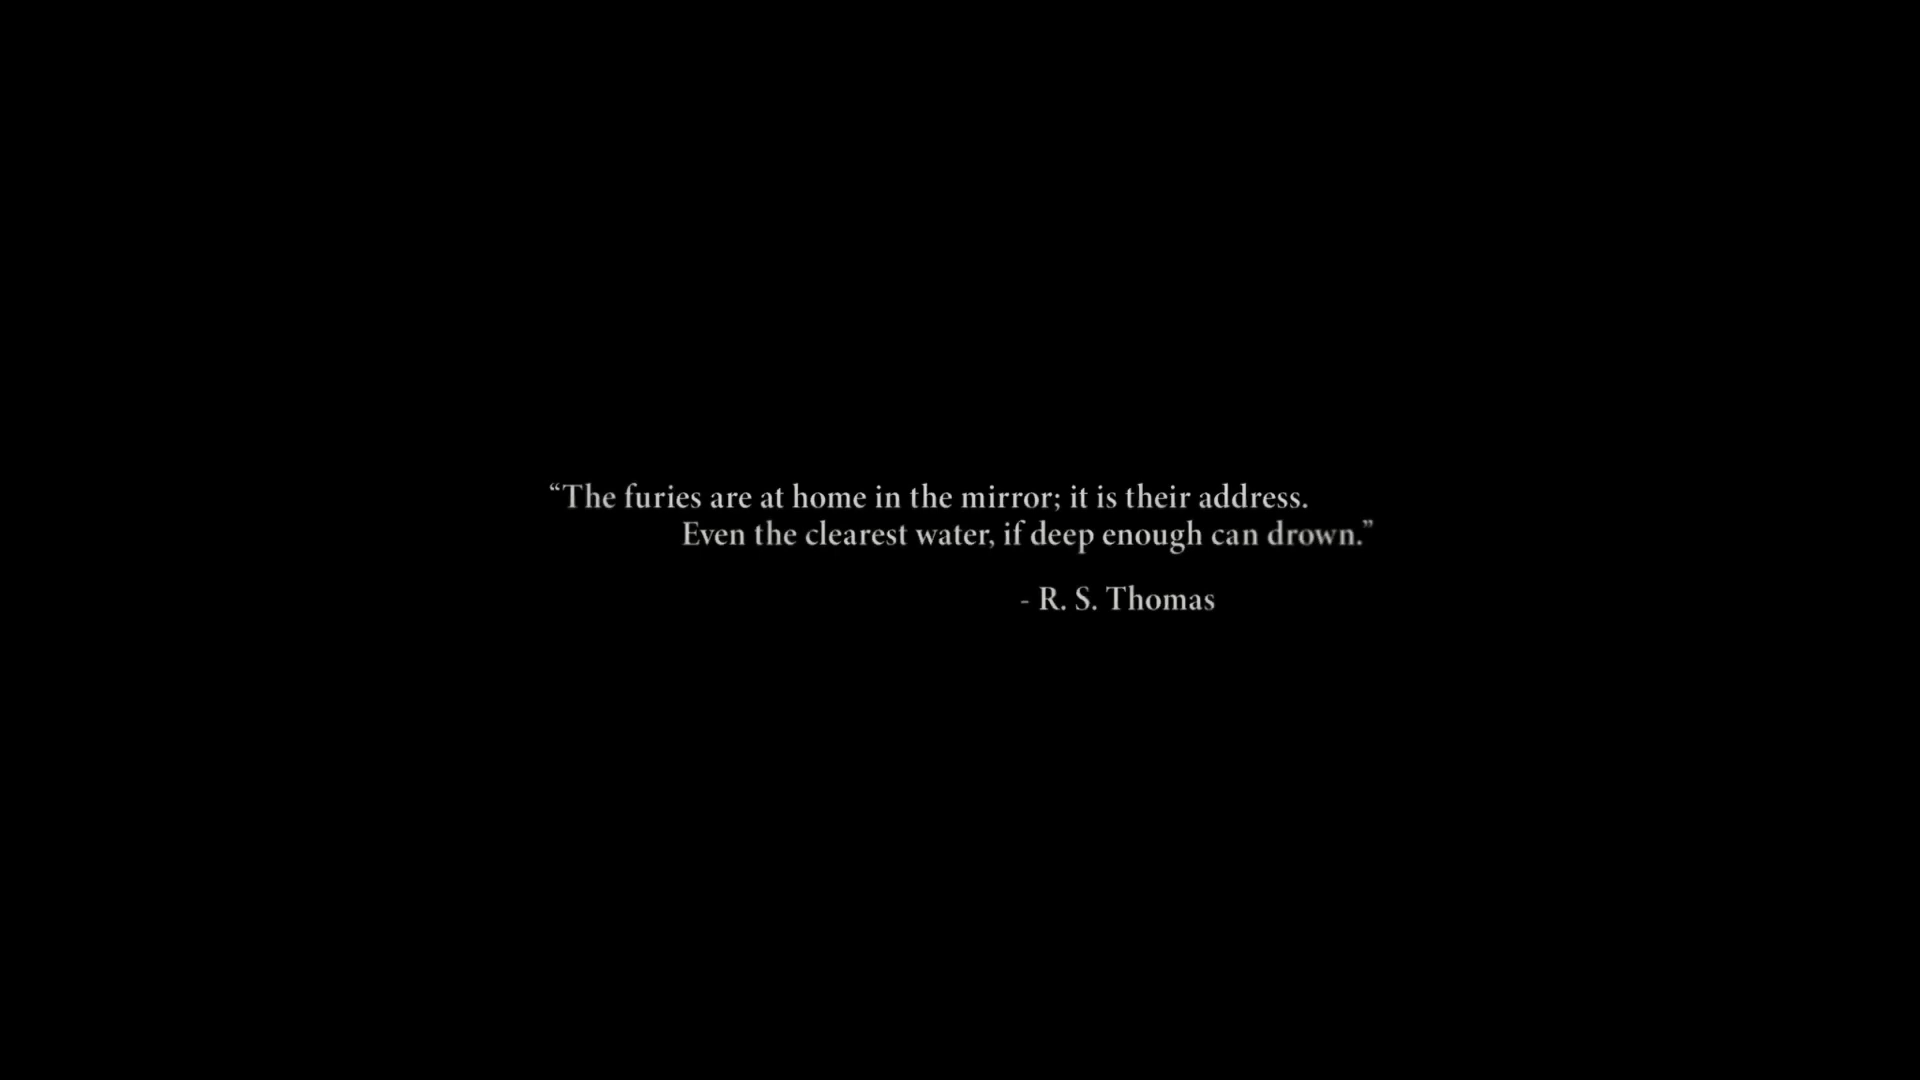 “The furies are at home in the mirror; it is their address.
Even the clearest water, if deep enough can drown.”
- R. S. Thomas